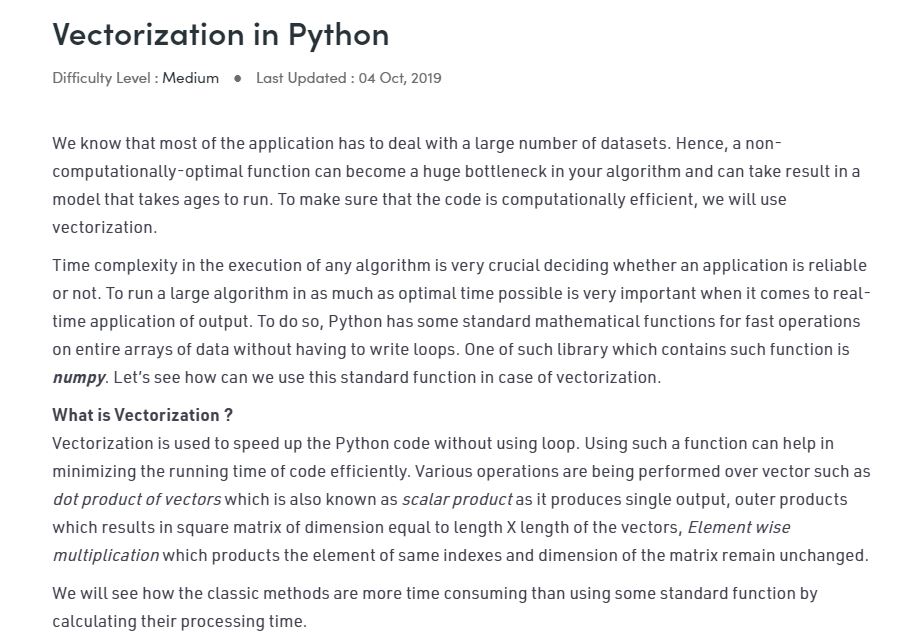 Vectorization in Python
Difficulty Level : Medium ● Last Updated : 04 Oct, 2019
We know that most of the application has to deal with a large number of datasets. Hence, a non-
computationally-optimal function can become a huge bottleneck in your algorithm and can take result in a
model that takes ages to run. To make sure that the code is computationally efficient, we will use
vectorization.
Time complexity in the execution of any algorithm is very crucial deciding whether an application is reliable
or not. To run a large algorithm in as much as optimal time possible is very important when it comes to real-
time application of output. To do so, Python has some standard mathematical functions for fast operations
on entire arrays of data without having to write loops. One of such library which contains such function is
numpy. Let's see how can we use this standard function in case of vectorization.
What is Vectorization ?
Vectorization is used to speed up the Python code without using loop. Using such a function can help in
minimizing the running time of code efficiently. Various operations are being performed over vector such as
dot product of vectors which is also known as scalar product as it produces single output, outer products
which results in square matrix of dimension equal to length X length of the vectors, Element wise
multiplication which products the element of same indexes and dimension of the matrix remain unchanged.
We will see how the classic methods are more time consuming than using some standard function by
calculating their processing time.